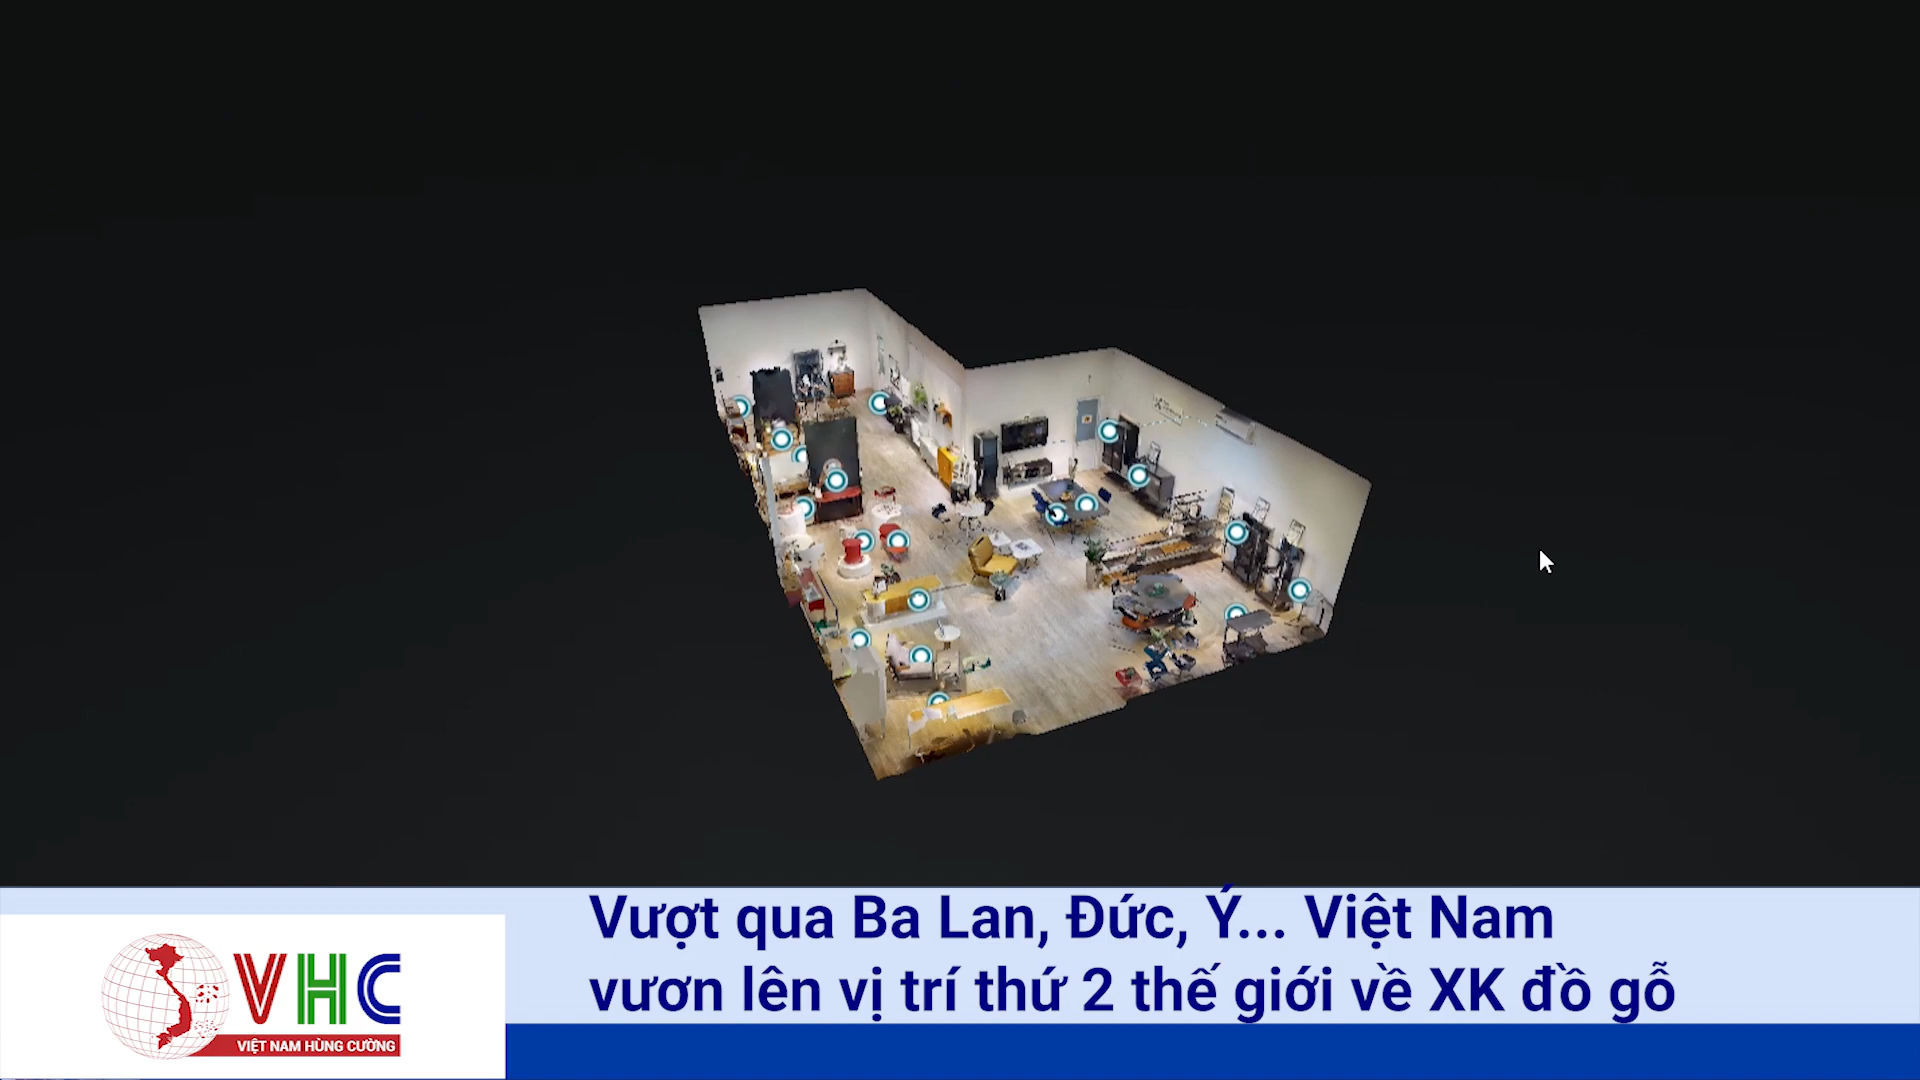 Vượt qua Ba Lan, Đức, Ý... Việt Nam
vươn lên vị trí thứ 2 thế giới về XK đồ gỗ
VHC
VIỆT NAM HÙNG CƯỜNG